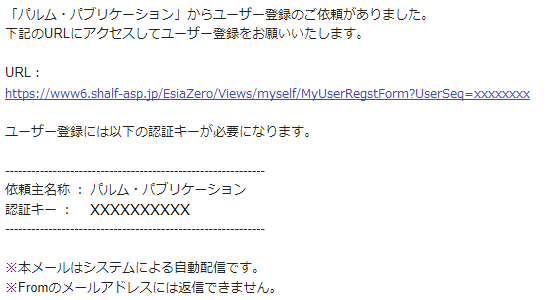 「パルム・パブリケーション」からユーザー登録のご依頼がありました。
下記のURLにアクセスしてユーザー登録をお願いいたします。
URL：
https://www6.shalf-asp.jp/EsiaZero/Views/myself/MyUserRegstForm?UserSeq=xxxxxxxx
ユーザー登録には以下の認証キーが必要になります。
------------------------------------------------------------
依頼主名称 ： パルム・パブリケーション
認証キー ： XXXXXXXXXX
------------------------------------------------------------
※本メールはシステムによる自動配信です。
※Fromのメールアドレスには返信できません。